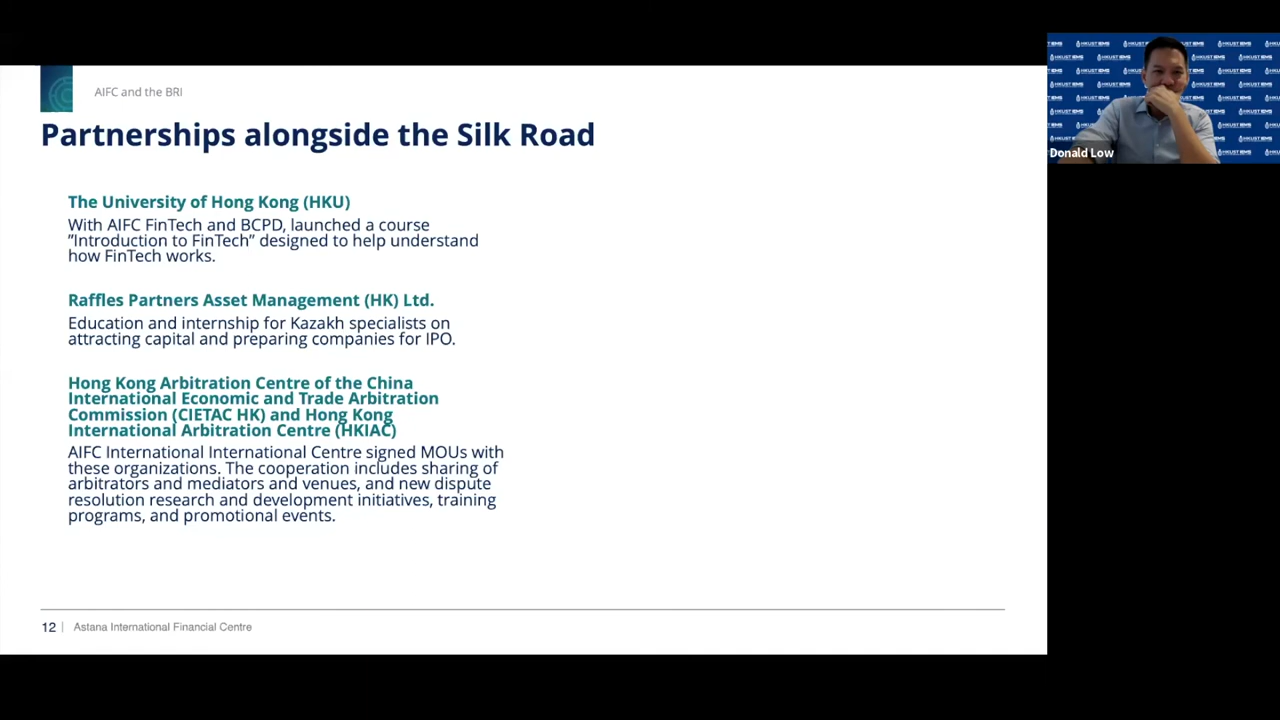 AIFC and the BRI
Partnerships alongside the Silk Road
The University of Hong Kong (HKU)
With AIFC FinTech and BCPD, launched a course
”Introduction to FinTech” designed to help understand
how FinTech works.
Raffles Partners Asset Management (HK) Ltd.
Education and internship for Kazakh specialists on
attracting capital and preparing companies for IPO.
Hong Kong Arbitration Centre of the China
International Economic and Trade Arbitration
Commission (CIETAC HK) and Hong Kong
International Arbitration Centre (HKIAC)
AIFC International International Centre signed MOUs with
these organizations. The cooperation includes sharing of
arbitrators and mediators and venues, and new dispute
resolution research and development initiatives, training
programs, and promotional events.
12 | Astana International Financial Centre
HKUST IEMS
Donald Low